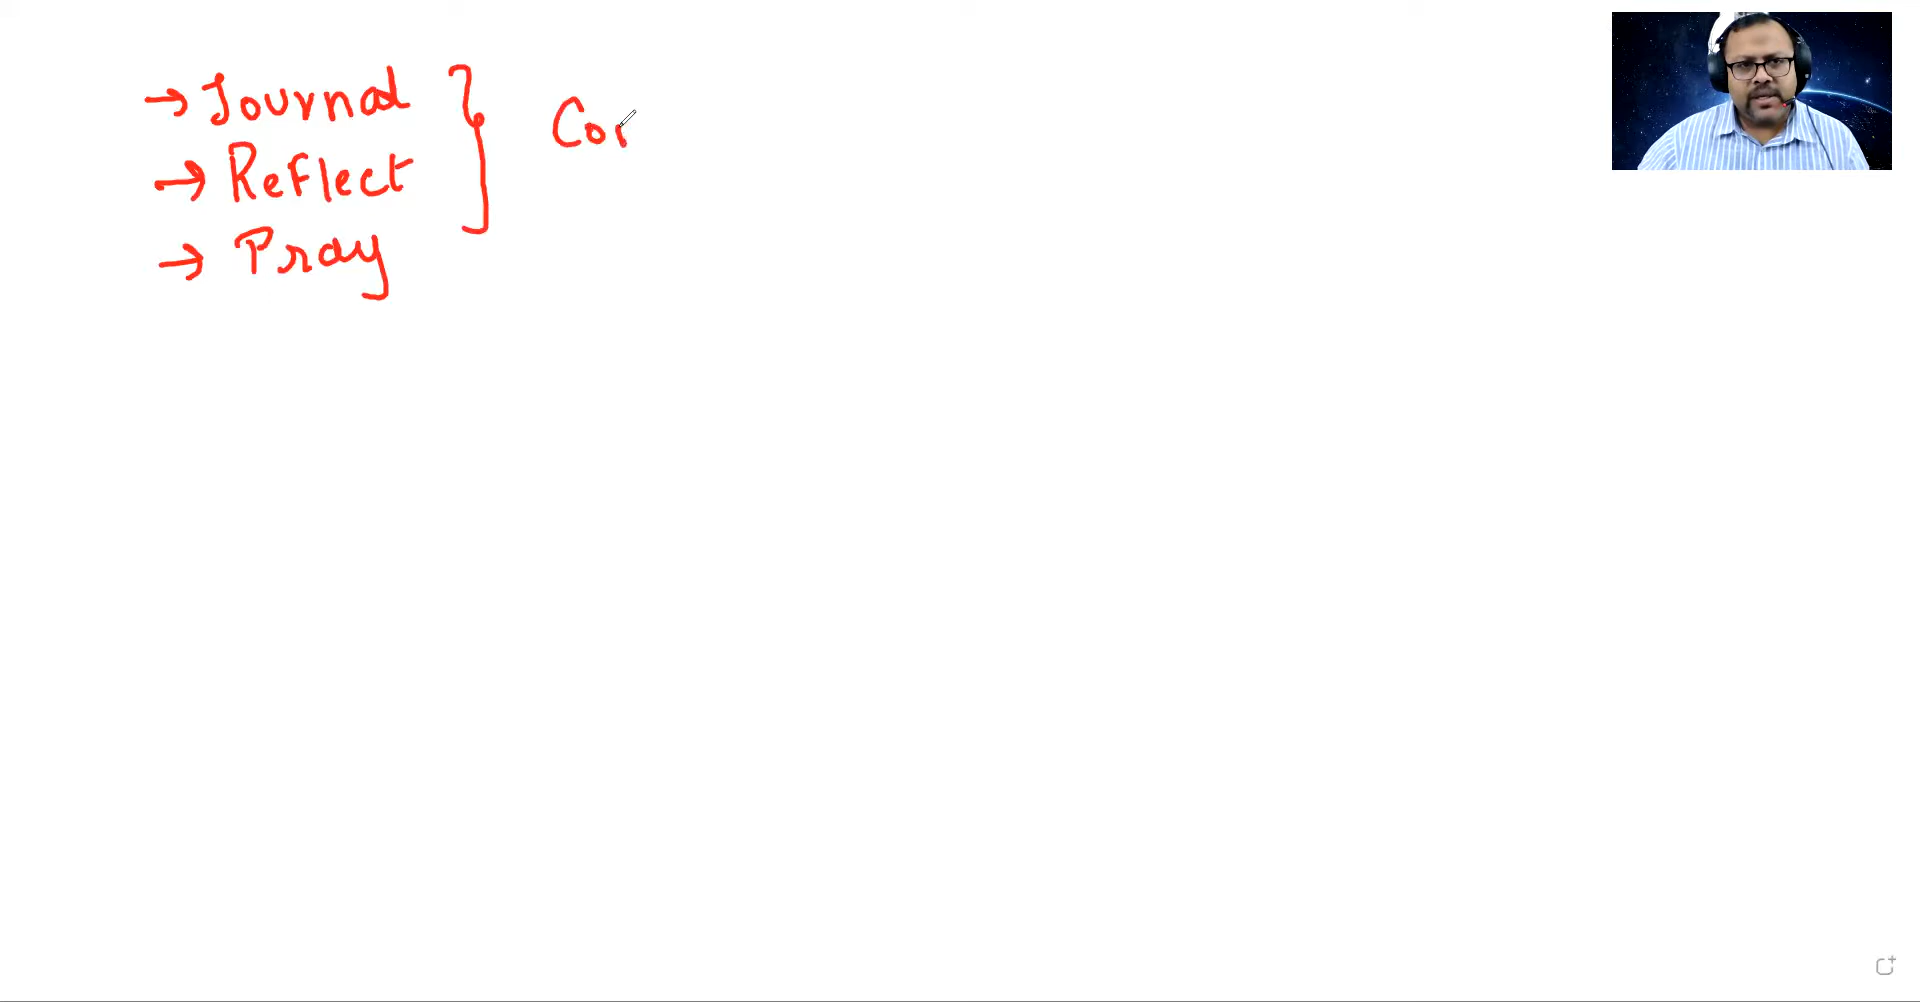 → Journal } Cor
→ Reflect
→ Pray